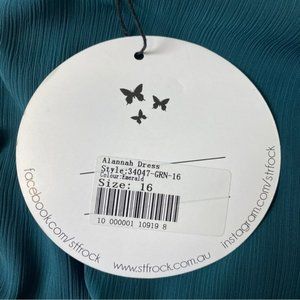 Alannah Dress
Style:34047-GRN-16
Colour:Emerald
Size: 16
10 000001 10919 8
facebook.com/stfrock
www.stfrock.com.au
instagram.com/stfrock